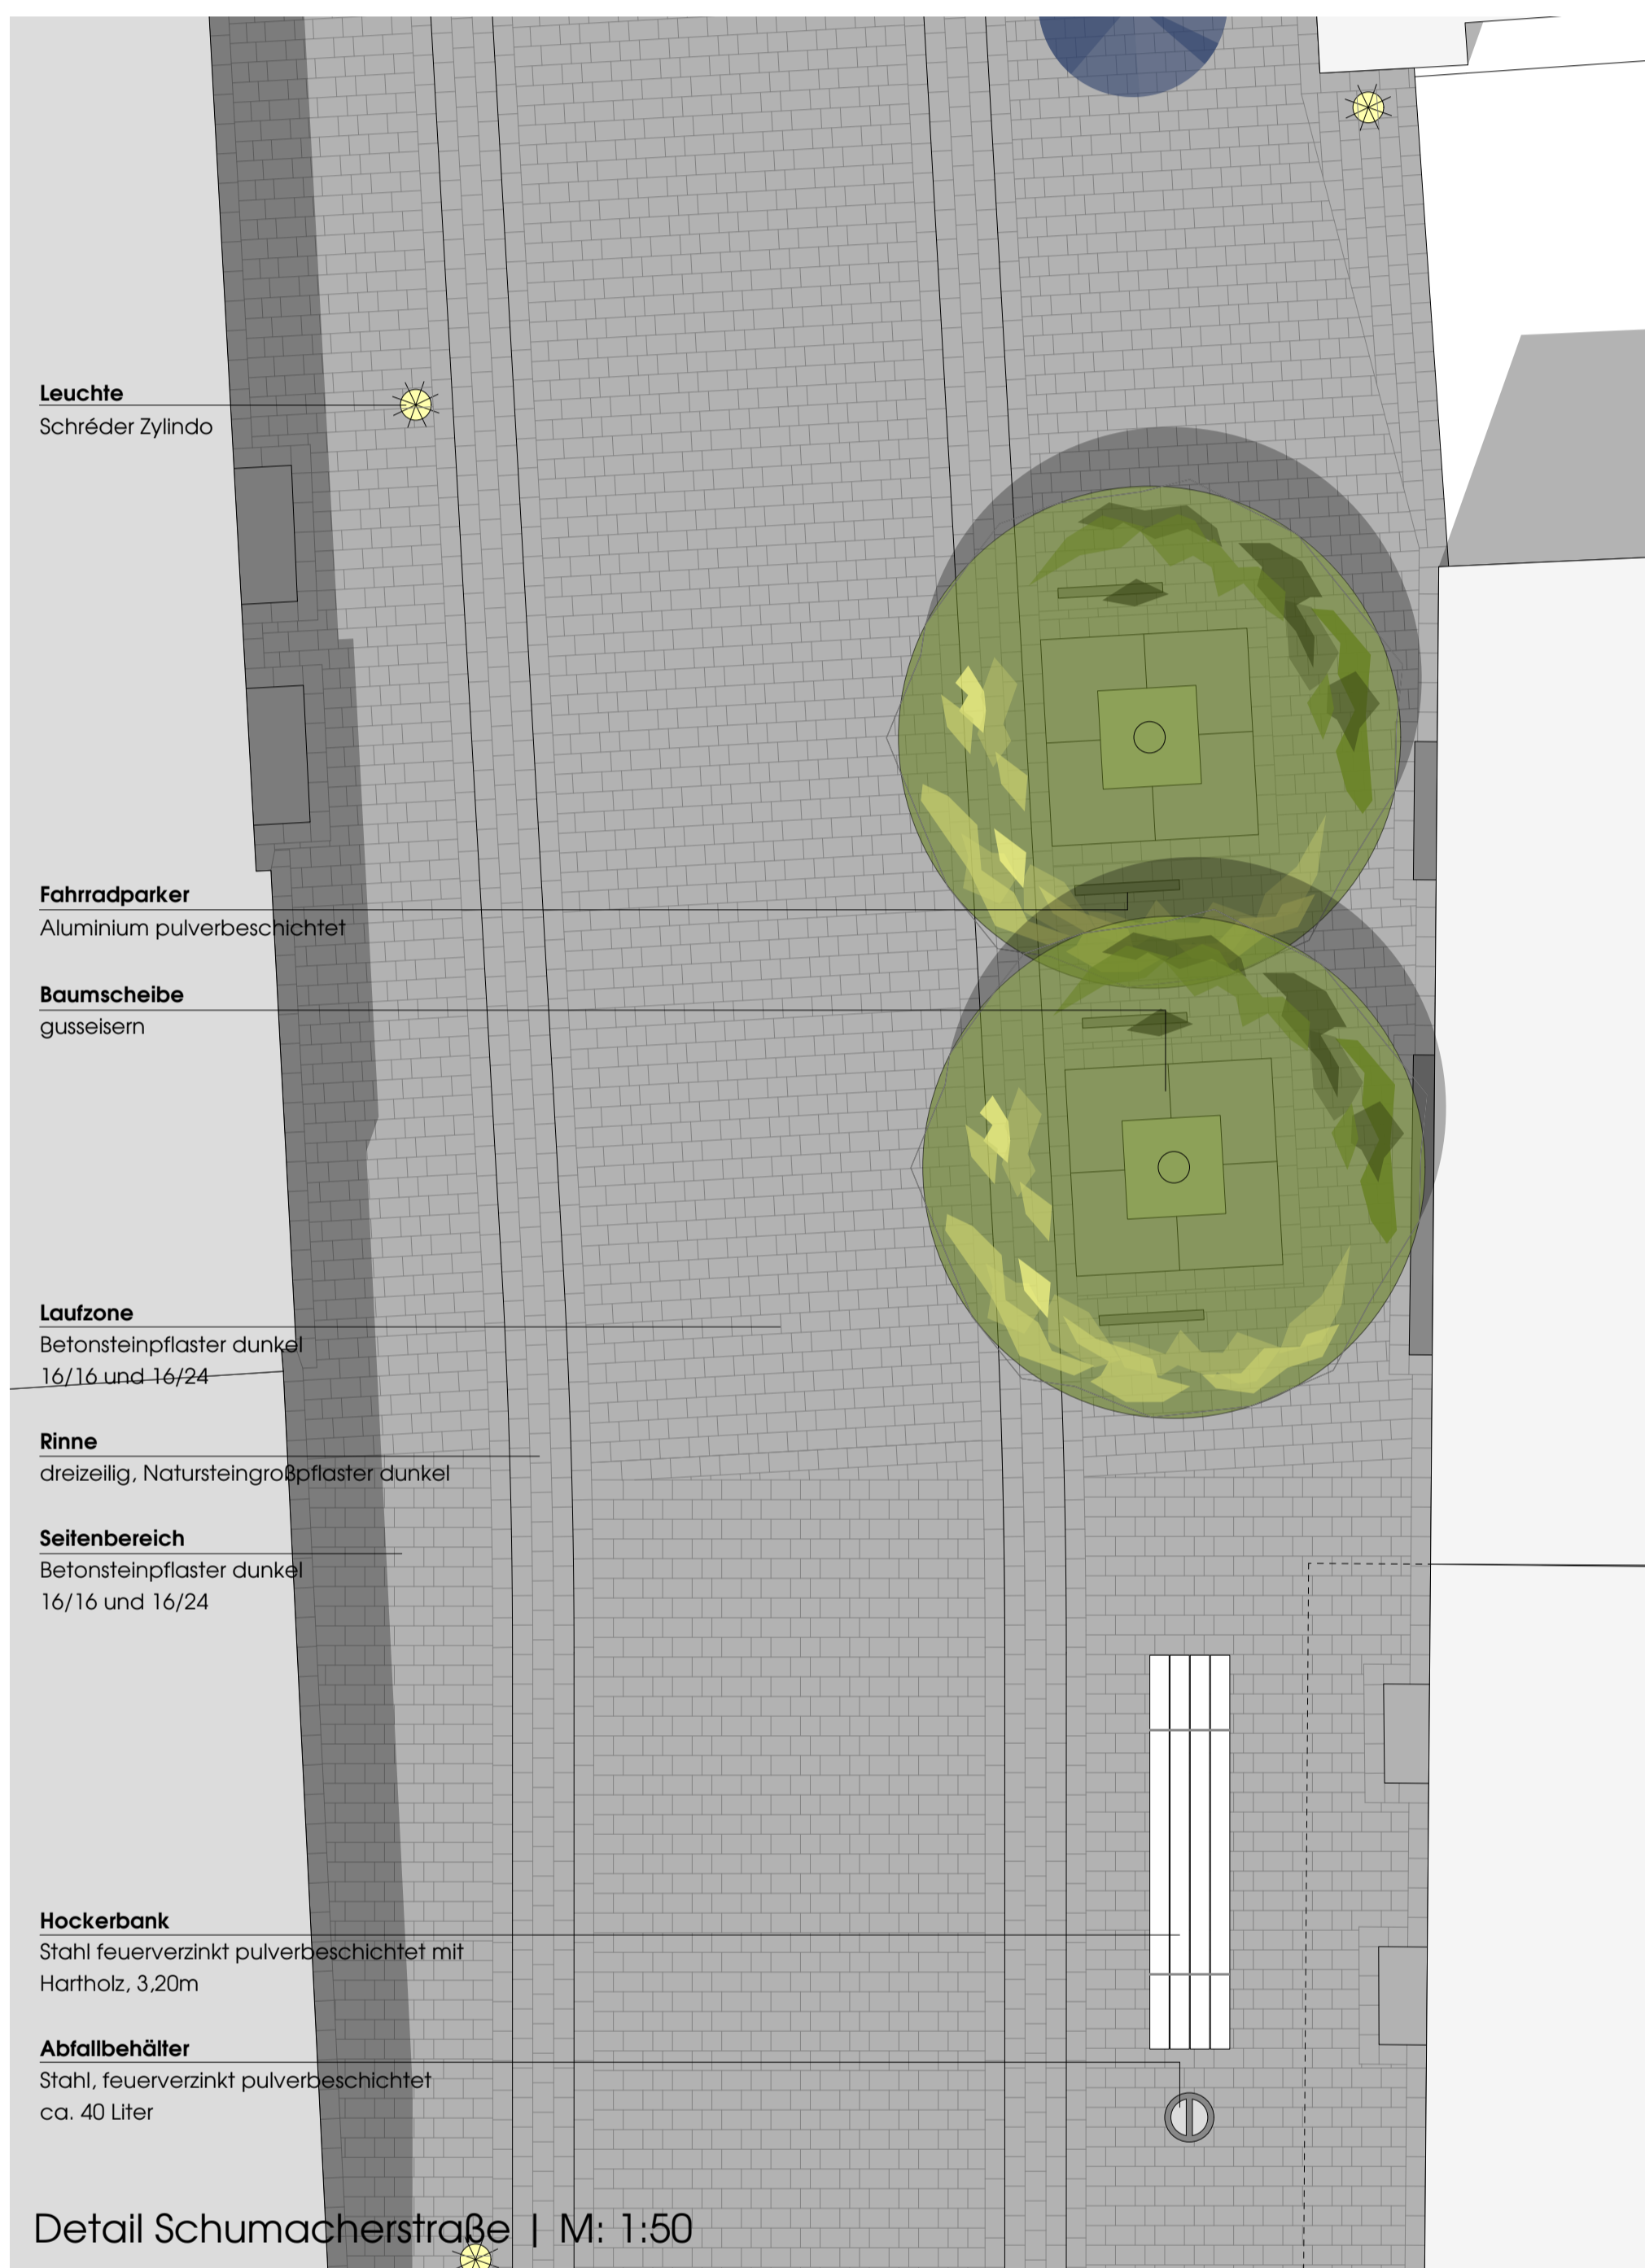 Leuchte
Schréder Zylindo
Fahrradparker
Aluminium pulverbeschichtet
Baumscheibe
gusseisern
Laufzone
Betonsteinpflaster dunkel
16/16 und 16/24
Rinne
dreizeilig, Natursteingroßpflaster dunkel
Seitenbereich
Betonsteinpflaster dunkel
16/16 und 16/24
Hockerbank
Stahl feuerverzinkt pulverbeschichtet mit
Hartholz, 3,20m
Abfallbehälter
Stahl, feuerverzinkt pulverbeschichtet
ca. 40 Liter
Detail Schumacherstraße | M: 1:50